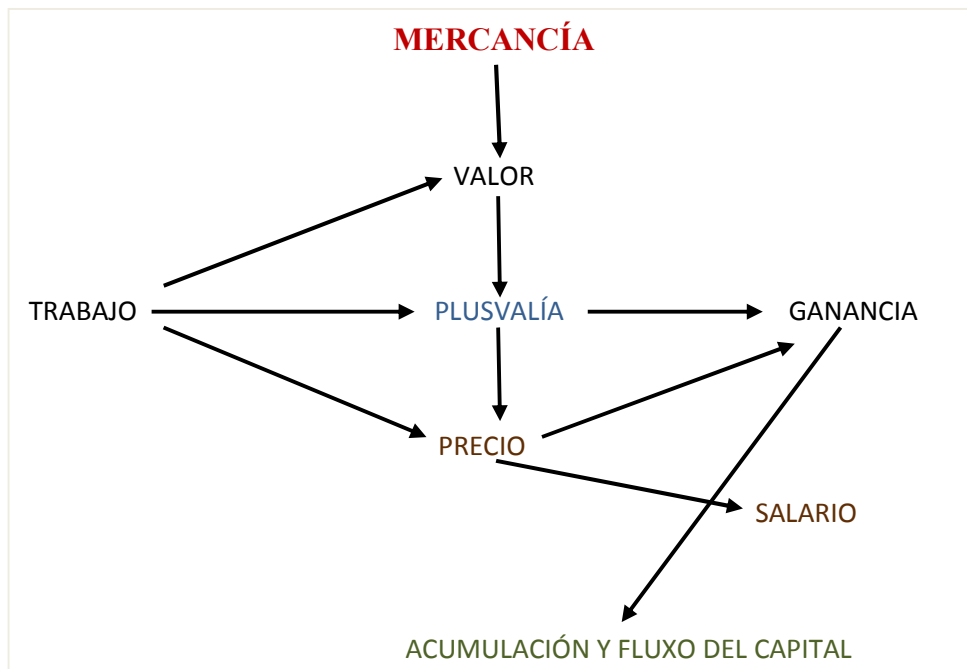 MERCANCÍA
VALOR
TRABAJO
PLUSVALÍA
GANANCIA
PRECIO
SALARIO
ACUMULACIÓN Y FLUXO DEL CAPITAL